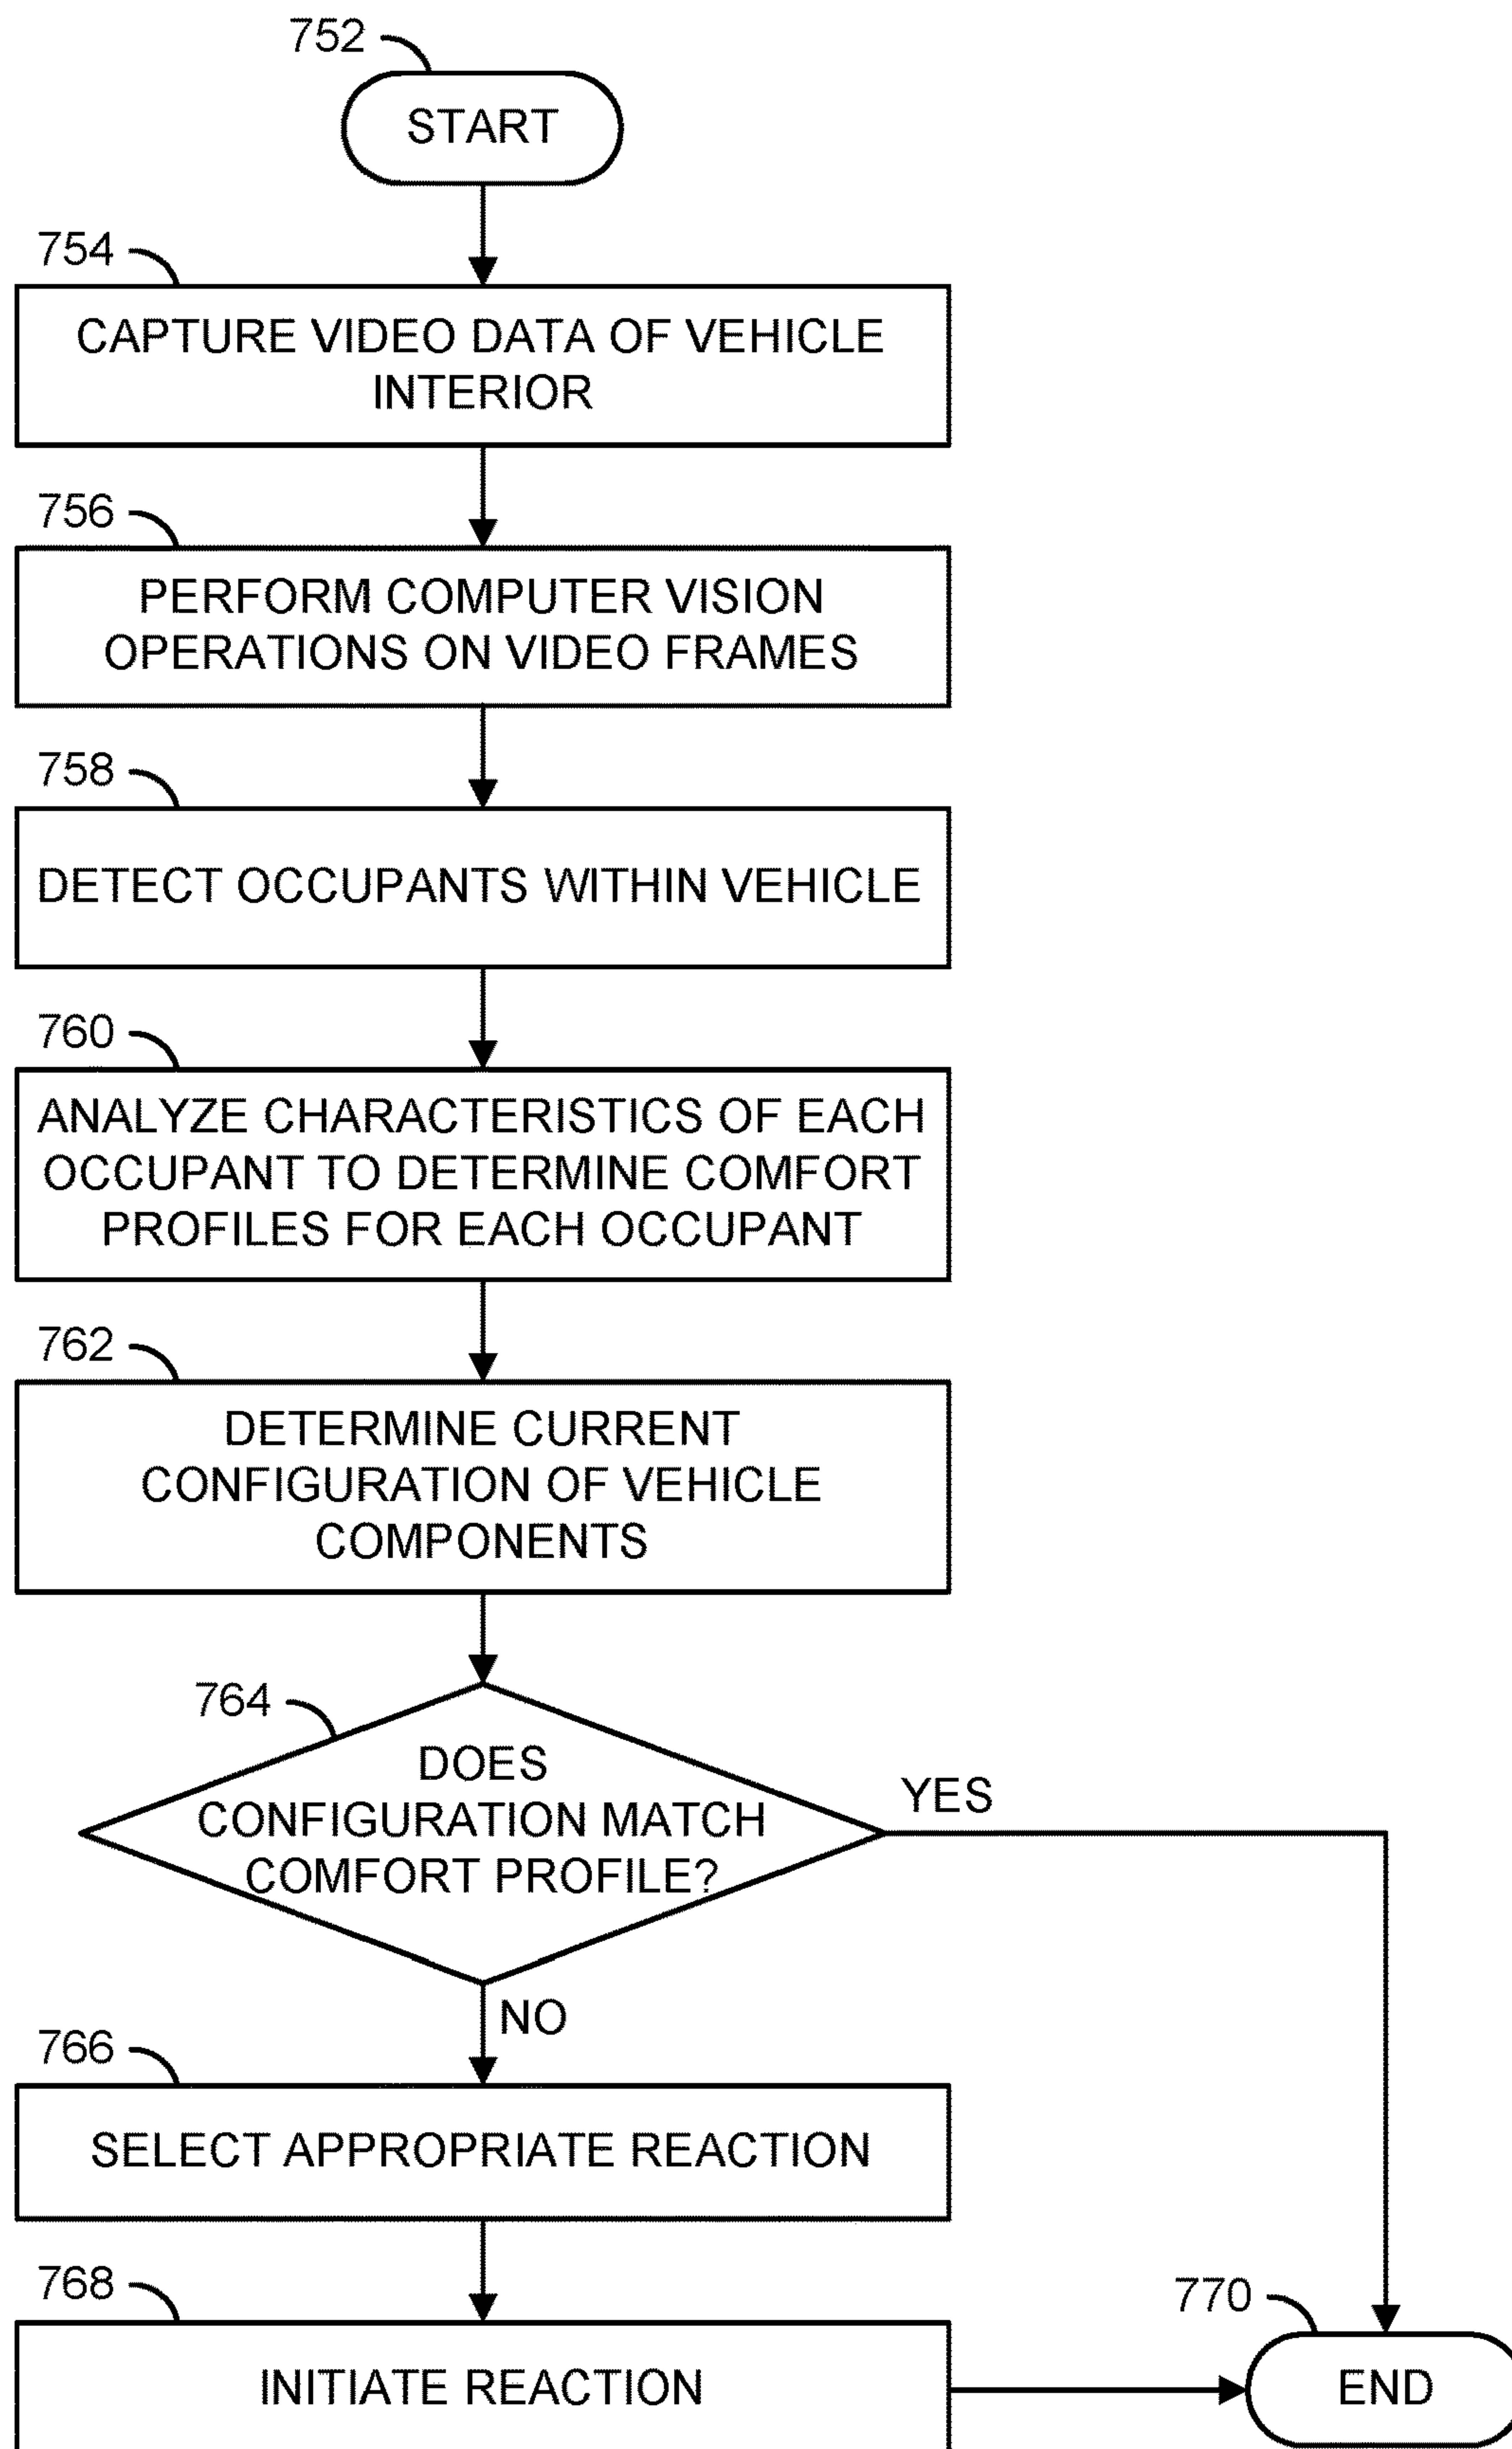 752
START
754
CAPTURE VIDEO DATA OF VEHICLE
INTERIOR
756
PERFORM COMPUTER VISION
OPERATIONS ON VIDEO FRAMES
758
DETECT OCCUPANTS WITHIN VEHICLE
760
ANALYZE CHARACTERISTICS OF EACH
OCCUPANT TO DETERMINE COMFORT
PROFILES FOR EACH OCCUPANT
762
DETERMINE CURRENT
CONFIGURATION OF VEHICLE
COMPONENTS
764
DOES
CONFIGURATION MATCH
COMFORT PROFILE?
YES
NO
766
SELECT APPROPRIATE REACTION
768
INITIATE REACTION
770
END